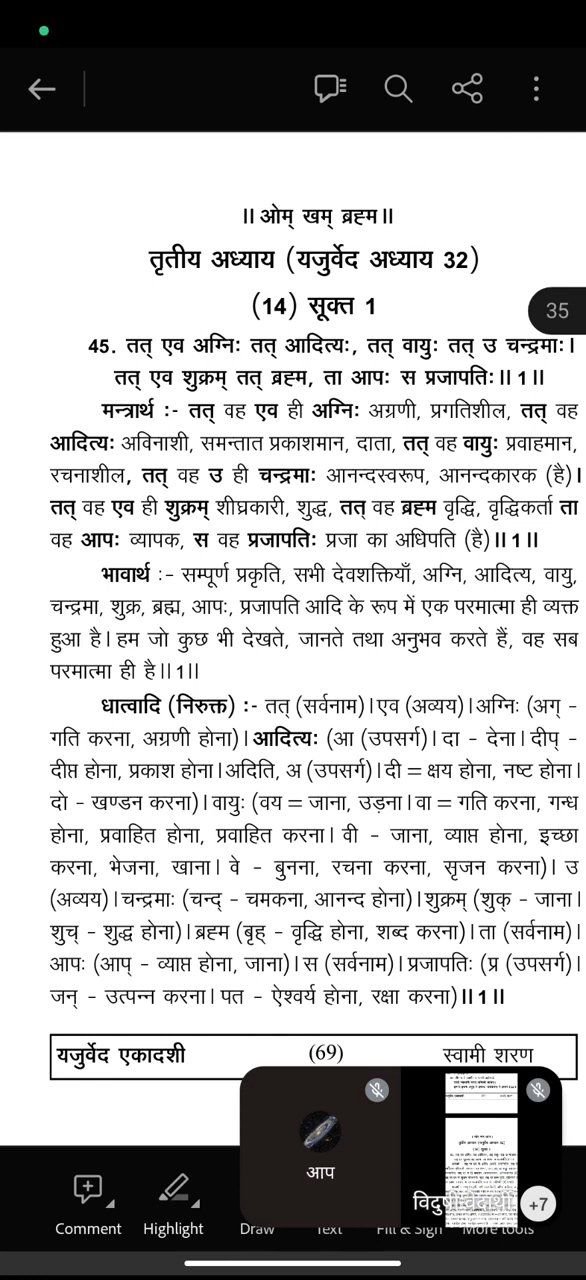 ॥ ओम् खम् ब्रह्म॥
तृतीय अध्याय (यजुर्वेद अध्याय 32)
(14) सूक्त 1
35
45. तत् एव अग्निः तत् आदित्यः, तत् वायुः तत् उ चन्द्रमाः।
तत् एव शुक्रम् तत् ब्रह्म, ता आपः स प्रजापतिः॥ 1॥
मन्त्रार्थ :- तत् वह एव ही अग्निः अग्रणी, प्रगतिशील, तत् वह
आदित्यः अविनाशी, समन्तात प्रकाशमान, दाता, तत् वह वायुः प्रवाहमान,
रचनाशील, तत् वह उ ही चन्द्रमाः आनन्दस्वरूप, आनन्दकारक (है)।
तत् वह एव ही शुक्रम् शीघ्रकारी, शुद्ध, तत् वह ब्रह्म वृद्धि, वृद्धिकर्ता ता
वह आपः व्यापक, स वह प्रजापतिः प्रजा का अधिपति (है)॥1॥
भावार्थ :- सम्पूर्ण प्रकृति, सभी देवशक्तियाँ, अग्नि, आदित्य, वायु,
चन्द्रमा, शुक्र, ब्रह्म, आपः, प्रजापति आदि के रूप में एक परमात्मा ही व्यक्त
हुआ है। हम जो कुछ भी देखते, जानते तथा अनुभव करते हैं, वह सब
परमात्मा ही है॥1॥
धात्वादि (निरुक्त) :- तत् (सर्वनाम)।एव (अव्यय)।अग्निः (अग् -
गति करना, अग्रणी होना)।आदित्यः (आ (उपसर्ग)।दा - देना।दीप् -
दीप्त होना, प्रकाश होना।अदिति, अ (उपसर्ग)।दी = क्षय होना, नष्ट होना।
दो - खण्डन करना)।वायुः (वय = जाना, उड़ना।वा = गति करना, गन्ध
होना, प्रवाहित होना, प्रवाहित करना।वी - जाना, व्याप्त होना, इच्छा
करना, भेजना, खाना।वे - बुनना, रचना करना, सृजन करना)।उ
(अव्यय)।चन्द्रमाः (चन्द् - चमकना, आनन्द होना)।शुक्रम् (शुक् - जाना।
शुच् - शुद्ध होना)।ब्रह्म (बृह् - वृद्धि होना, शब्द करना)।ता (सर्वनाम)।
आपः (आप् - व्याप्त होना, जाना)।स (सर्वनाम)।प्रजापतिः (प्र (उपसर्ग)।
जन् - उत्पन्न करना।पत - ऐश्वर्य होना, रक्षा करना)॥1॥
यजुर्वेद एकादशी (69) स्वामी शरण
आप
+7
Comment Highlight Draw Text Fill & Sign More tools